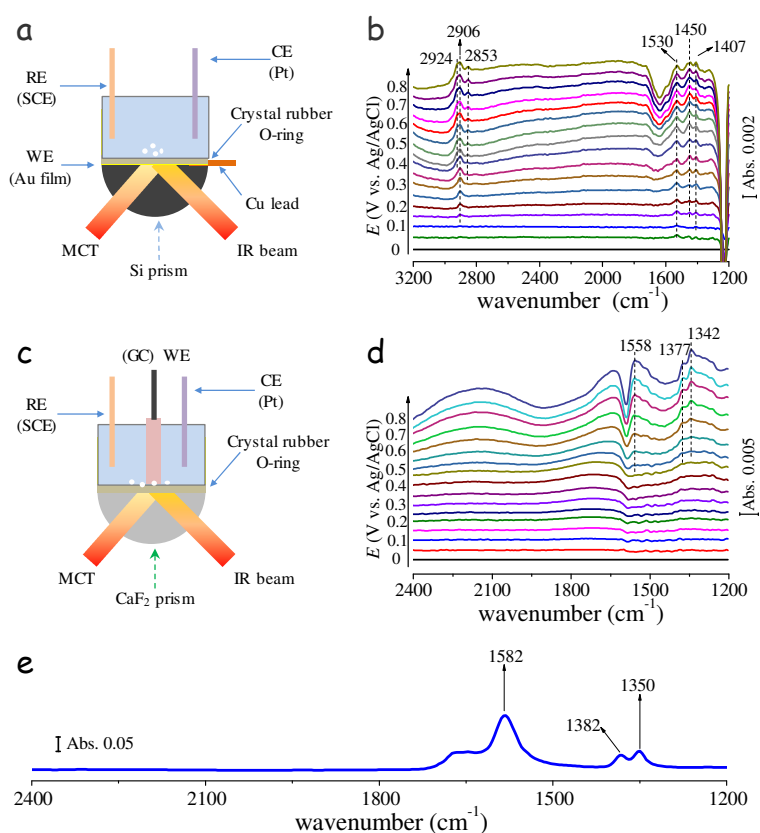 a
RE
(SCE)
CE
(Pt)
WE
(Au film)
Crystal rubber
O-ring
Cu lead
MCT
IR beam
Si prism
b
2906
2924
2853
1450
1530
1407
E (V vs. Ag/AgCl)
0.8
0.7
0.6
0.5
0.4
0.3
0.2
0.1
0
Abs. 0.002
3200 2800 2400 2000 1600 1200
wavenumber (cm⁻¹)
c
(GC) WE
RE
(SCE)
CE
(Pt)
Crystal rubber
O-ring
MCT
IR beam
CaF₂ prism
d
1342
1558
1377
E (V vs. Ag/AgCl)
0.8
0.7
0.6
0.5
0.4
0.3
0.2
0.1
0
Abs. 0.005
2400 2100 1800 1500 1200
wavenumber (cm⁻¹)
e
1582
1350
1382
Abs. 0.05
2400 2100 1800 1500 1200
wavenumber (cm⁻¹)